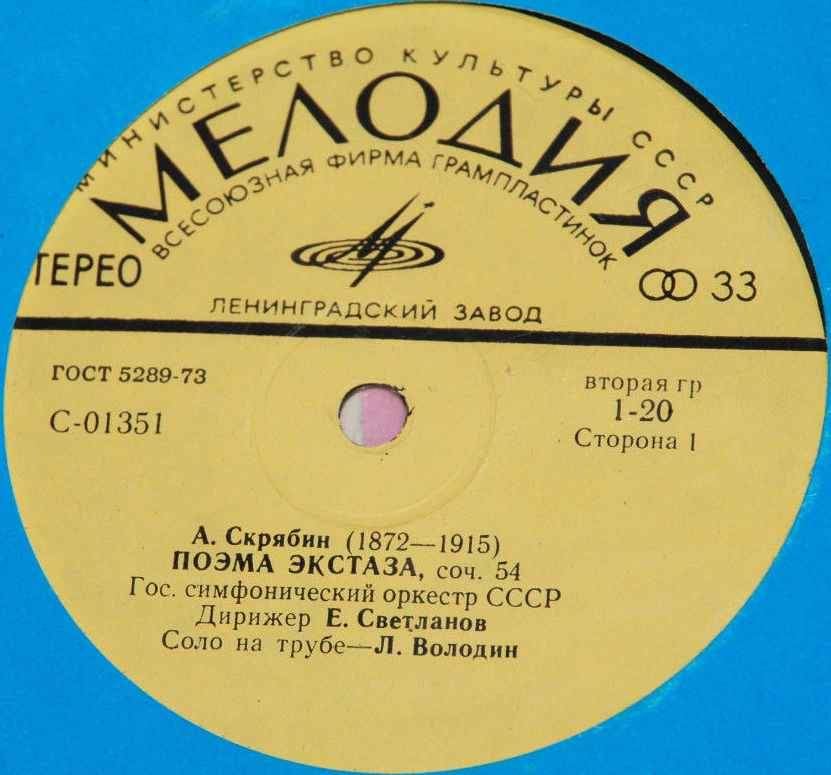 МИНИСТЕРСТВО КУЛЬТУРЫ СССР
МЕЛОДИЯ
ВСЕСОЮЗНАЯ ФИРМА ГРАМПЛАСТИНОК
ТЕРЕО
33
ЛЕНИНГРАДСКИЙ ЗАВОД
ГОСТ 5289-73
вторая гр
С-01351
1-20
Сторона 1
А. Скрябин (1872—1915)
ПОЭМА ЭКСТАЗА, соч. 54
Гос. симфонический оркестр СССР
Дирижер Е. Светланов
Соло на трубе—Л. Володин